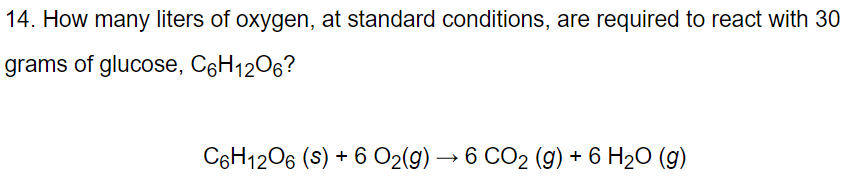 14. How many liters of oxygen, at standard conditions, are required to react with 30
grams of glucose, C₆H₁₂O₆?
C₆H₁₂O₆ (s) + 6 O₂(g) → 6 CO₂ (g) + 6 H₂O (g)